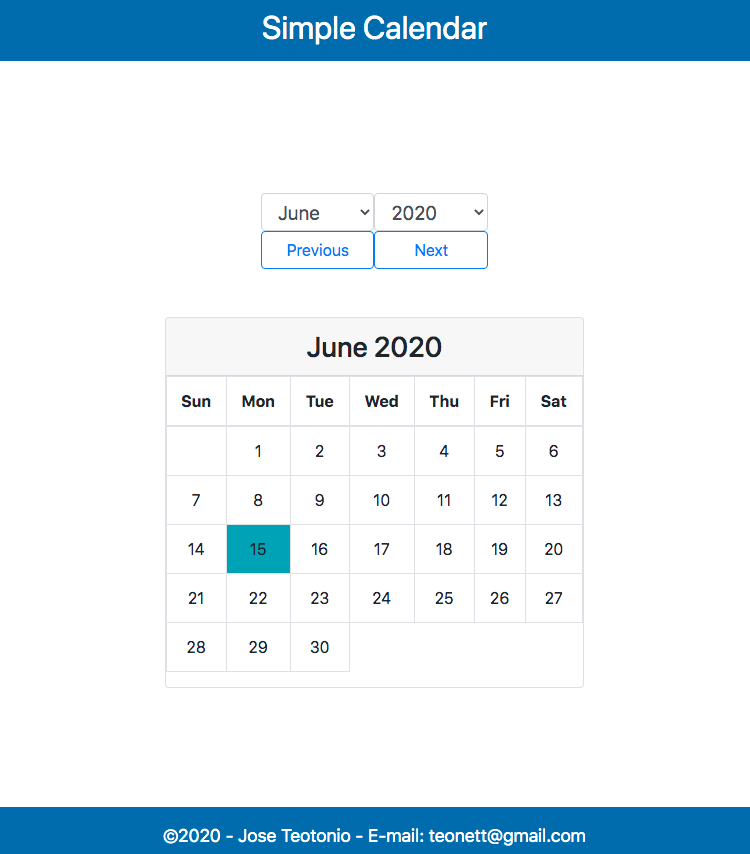 Simple Calendar
June 2020
Previous Next
June 2020
Sun Mon Tue Wed Thu Fri Sat
1 2 3 4 5 6
7 8 9 10 11 12 13
14 15 16 17 18 19 20
21 22 23 24 25 26 27
28 29 30
©2020 - Jose Teotonio - E-mail: teonett@gmail.com